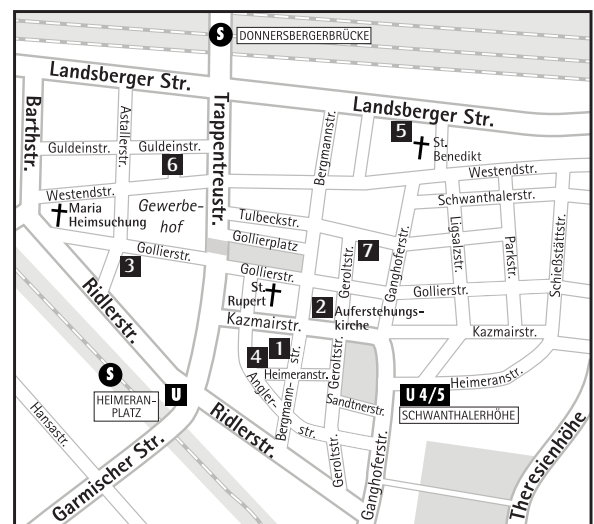 S DONNERSBERGERBRÜCKE
Landsberger Str.
Barthstr.
Astallerstr.
Trappentreustr.
Landsberger Str.
Bergmannstr.
5
St.
Benedikt
Guldeinstr.
Guldeinstr.
6
Westendstr.
Westendstr.
Schwanthalerstr.
Maria
Heimsuchung
Gewerbe-
hof
Tulbeckstr.
Gollierplatz
7
Geroltstr.
Ganghoferstr.
Ligsalzstr.
Parkstr.
Schießstättstr.
Gollierstr.
3
Gollierstr.
St.
Rupert
2
Auferstehungs-
kirche
Gollierstr.
Ridlerstr.
Kazmairstr.
Kazmairstr.
4
1
Bergmann-
str.
Heimeranstr.
Geroltstr.
Heimeranstr.
S
HEIMERAN-
PLATZ
U
Angler-
str.
Sandtnerstr.
U 4/5
SCHWANTHALERHÖHE
Hansastr.
Ridlerstr.
Garmischer Str.
Geroltstr.
Ganghoferstr.
Theresienhöhe